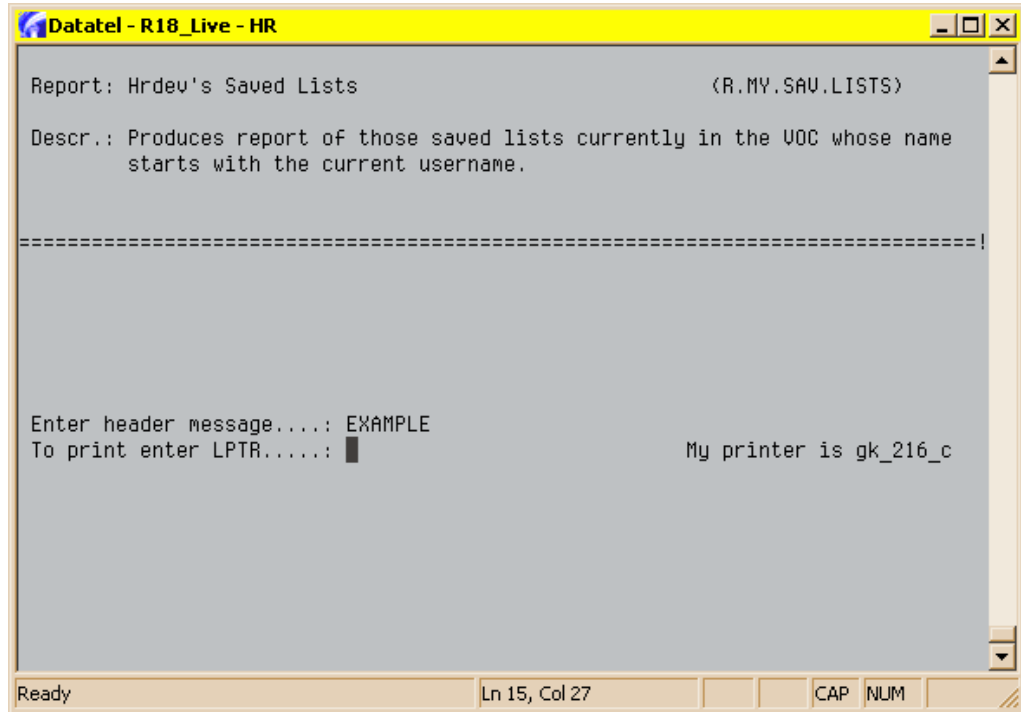 Datatel - R18_Live - HR
Report: Hrdev's Saved Lists (R.MY.SAV.LISTS)
Descr.: Produces report of those saved lists currently in the VOC whose name
starts with the current username.
===============================================================================!
Enter header message....: EXAMPLE
To print enter LPTR.....: My printer is gk_216_c
Ready Ln 15, Col 27 CAP NUM